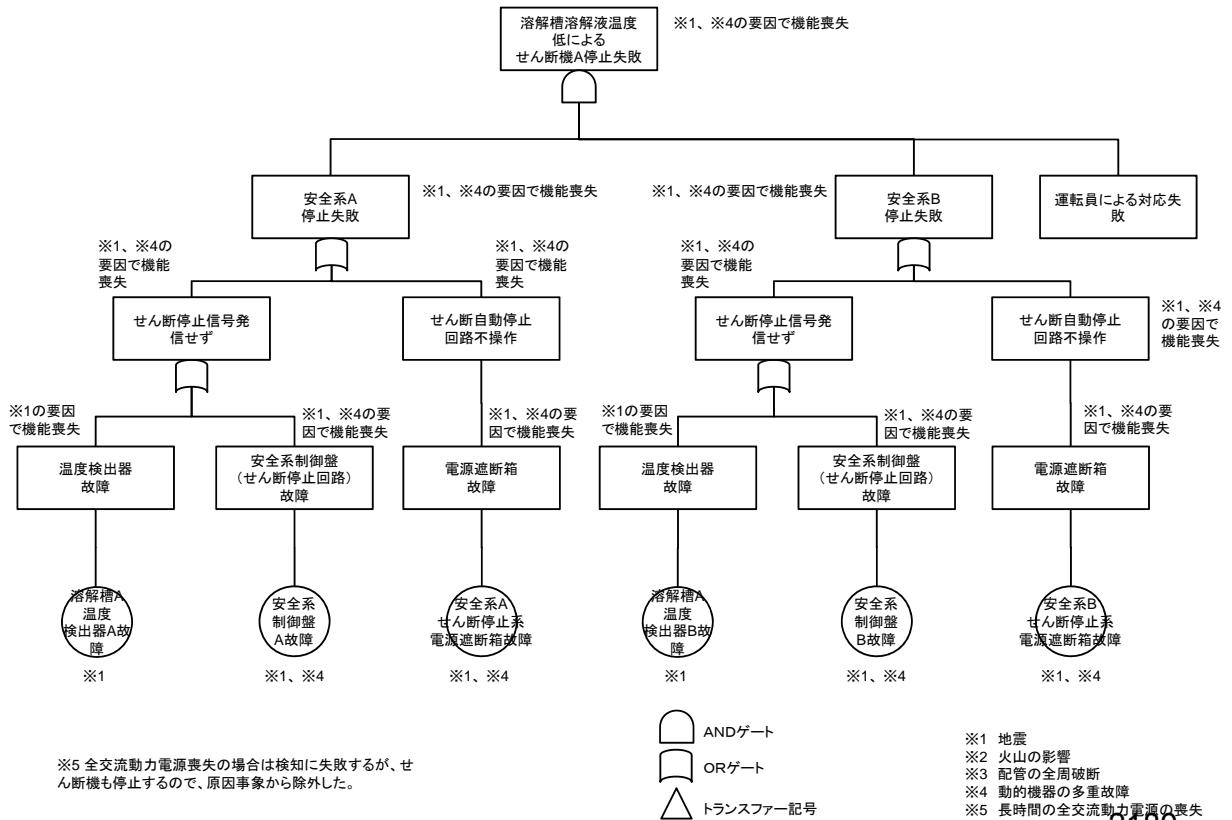 溶解槽溶解液温度
低による
せん断機A停止失敗
※1、※4の要因で機能喪失
安全系A
停止失敗
※1、※4の要因で機能喪失
※1、※4の要因で機能喪失
安全系B
停止失敗
運転員による対応失
敗
※1、※4の
要因で機能
喪失
※1、※4の
要因で機能
喪失
※1、※4の
要因で機能
喪失
せん断停止信号発
信せず
せん断自動停止
回路不操作
せん断停止信号発
信せず
せん断自動停止
回路不操作
※1、※4
の要因で
機能喪失
※1の要因
で機能喪失
※1、※4の要
因で機能喪失
※1、※4の要
因で機能喪失
※1の要因
で機能喪失
※1、※4の要
因で機能喪失
※1、※4の要
因で機能喪失
温度検出器
故障
安全系制御盤
(せん断停止回路)
故障
電源遮断箱
故障
温度検出器
故障
安全系制御盤
(せん断停止回路)
故障
電源遮断箱
故障
溶解槽A
温度
検出器A故
障
安全系
制御盤
A故障
安全系A
せん断停止系
電源遮断箱故障
溶解槽A
温度
検出器B故
障
安全系
制御盤
B故障
安全系B
せん断停止系
電源遮断箱故障
※1
※1、※4
※1、※4
※1
※1、※4
※1、※4
※5 全交流動力電源喪失の場合は検知に失敗するが、せ
ん断機も停止するので、原因事象から除外した。
ANDゲート
ORゲート
トランスファー記号
※1 地震
※2 火山の影響
※3 配管の全周破断
※4 動的機器の多重故障
※5 長時間の全交流動力電源の喪失